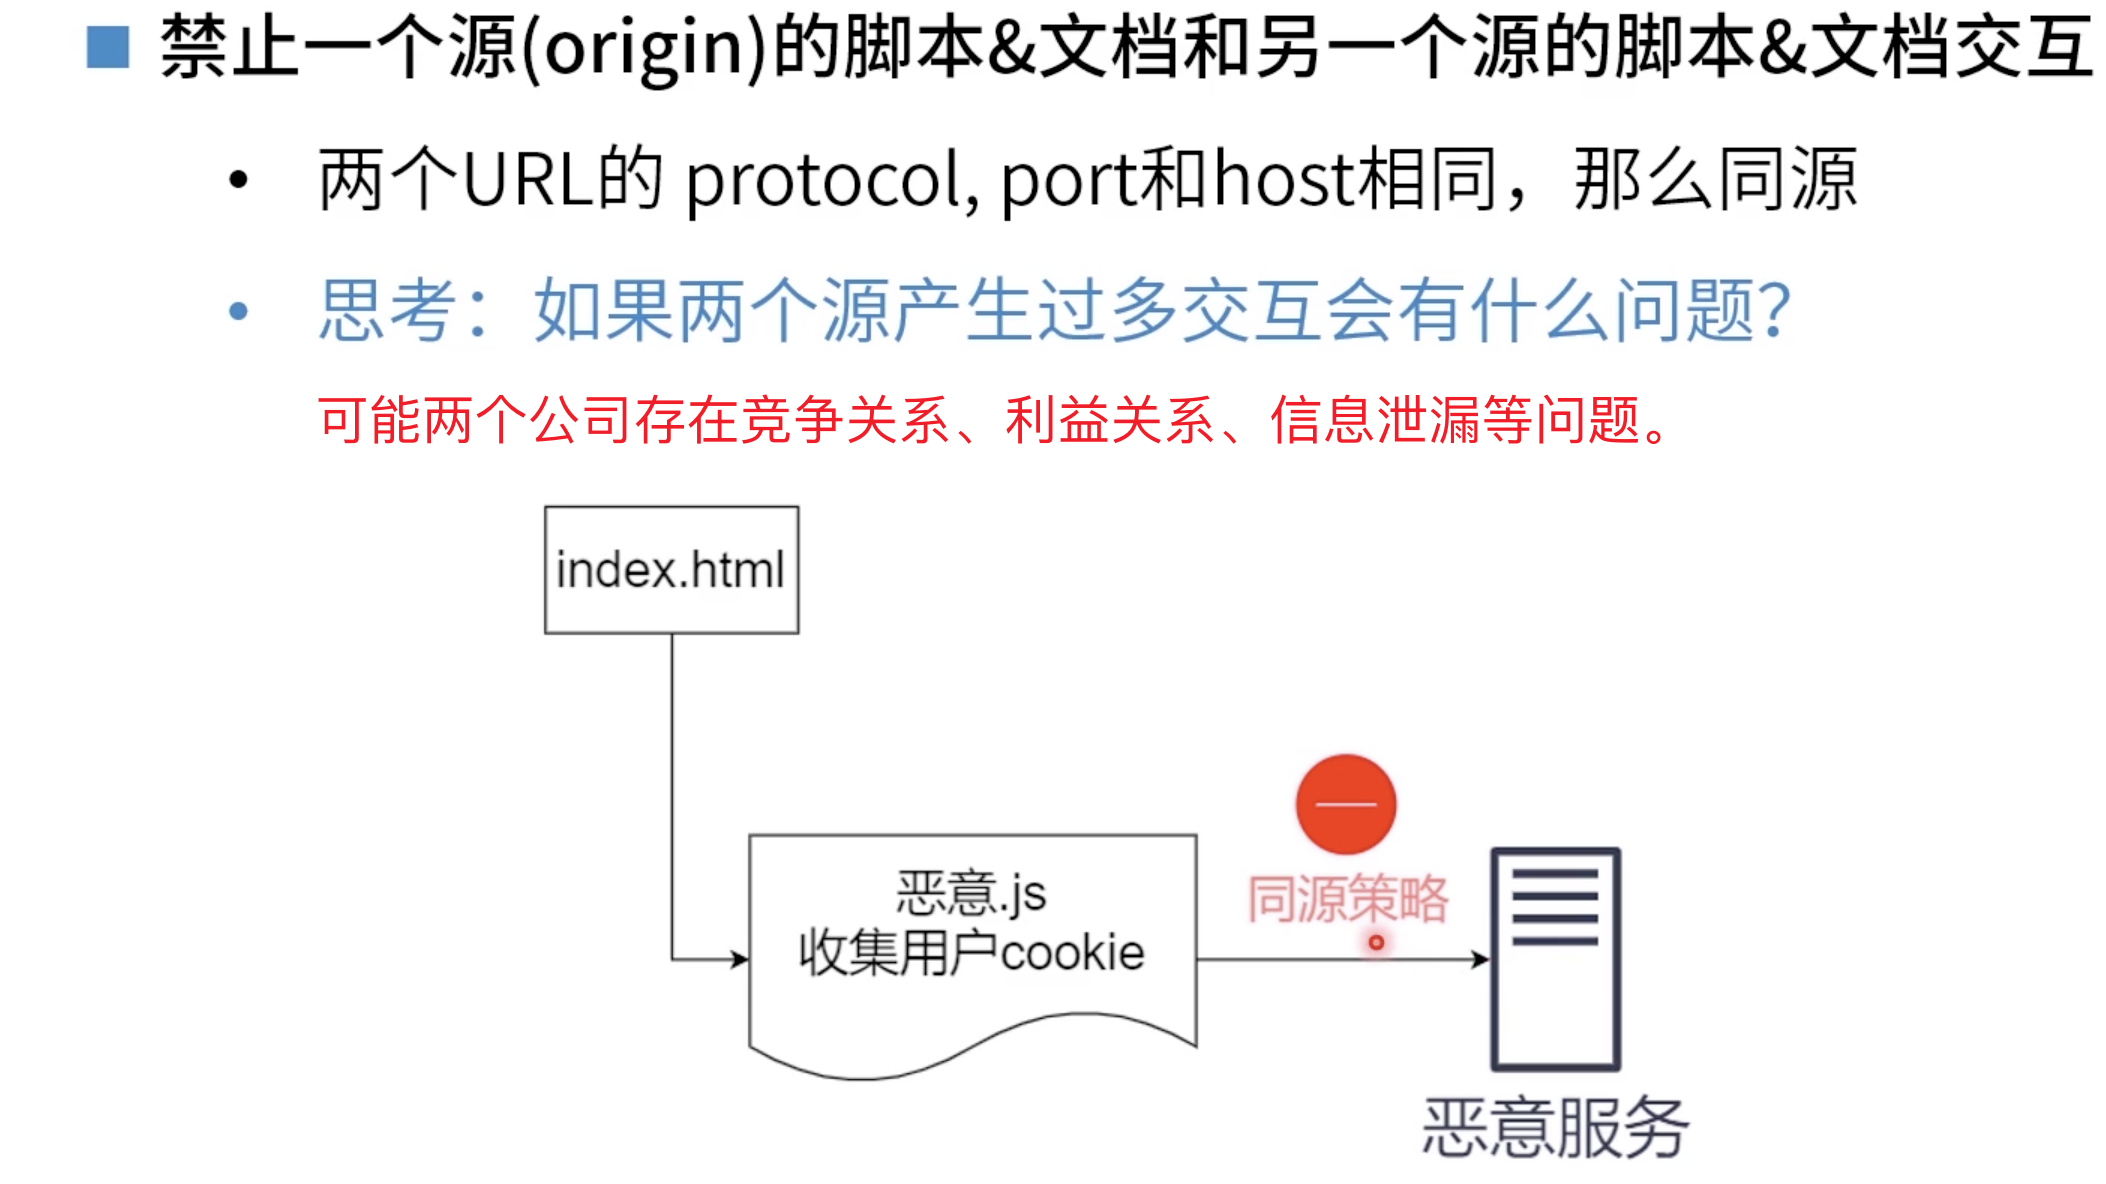 禁止一个源(origin)的脚本&文档和另一个源的脚本&文档交互
两个URL的 protocol, port和host相同，那么同源
思考：如果两个源产生过多交互会有什么问题？
可能两个公司存在竞争关系、利益关系、信息泄漏等问题。
index.html
同源策略
恶意.js
收集用户cookie
恶意服务